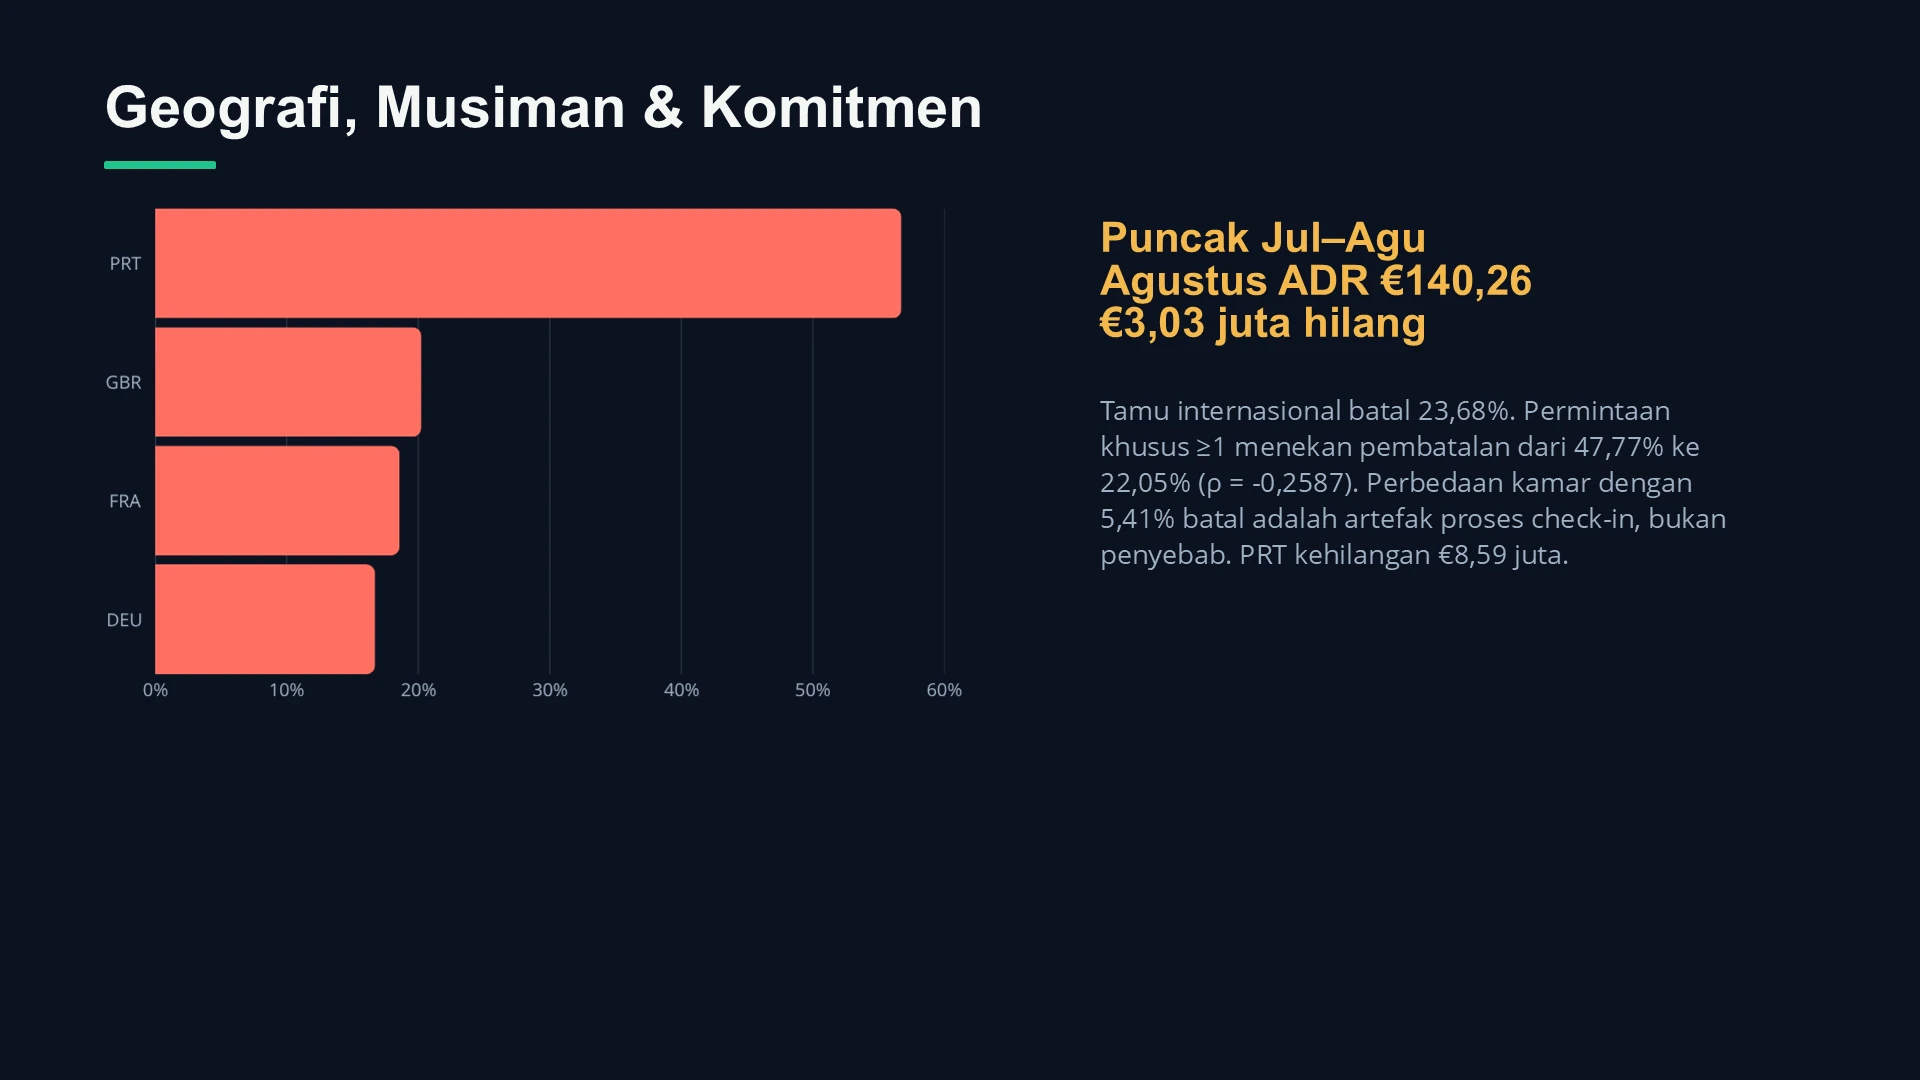 Geografi, Musiman & Komitmen
PRT
GBR
FRA
DEU
0%
10%
20%
30%
40%
50%
60%
Puncak Jul–Agu
Agustus ADR €140,26
€3,03 juta hilang
Tamu internasional batal 23,68%. Permintaan
khusus ≥1 menekan pembatalan dari 47,77% ke
22,05% (ρ = -0,2587). Perbedaan kamar dengan
5,41% batal adalah artefak proses check-in, bukan
penyebab. PRT kehilangan €8,59 juta.